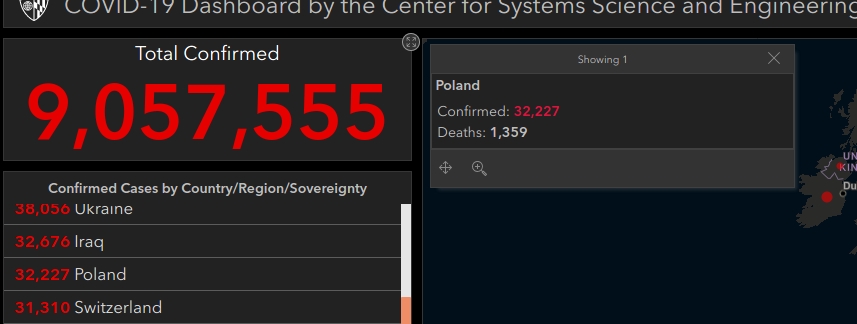 COVID-19 Dashboard by the Center for Systems Science and Engineering
Total Confirmed
9,057,555
Confirmed Cases by Country/Region/Sovereignty
38,056 Ukraine
32,676 Iraq
32,227 Poland
31,310 Switzerland
Showing 1
Poland
Confirmed: 32,227
Deaths: 1,359
UN
KIN
Du